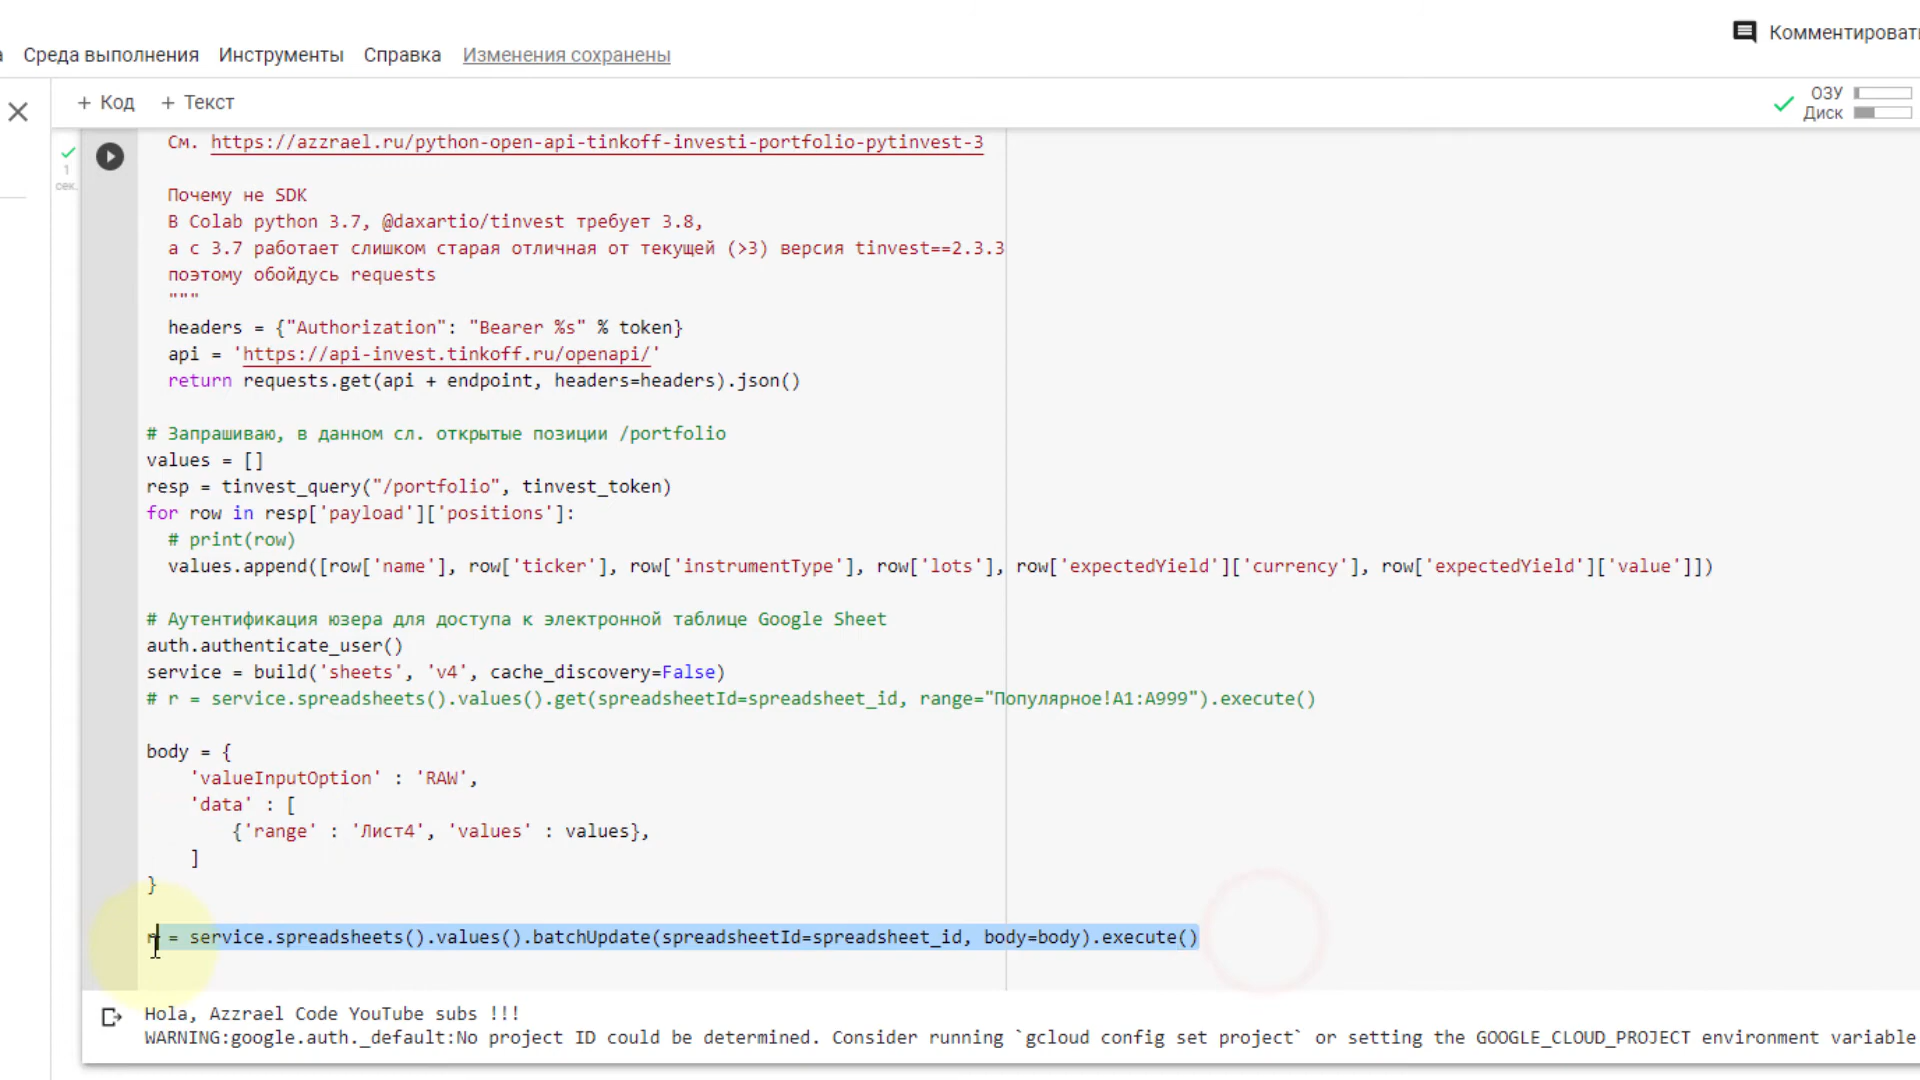 Комментироват
а Среда выполнения Инструменты Справка Изменения сохранены
+ Код + Текст
ОЗУ
Диск
1
сек.
См. https://azzrael.ru/python-open-api-tinkoff-investi-portfolio-pytinvest-3
Почему не SDK
В Colab python 3.7, @daxartio/tinvest требует 3.8,
а с 3.7 работает слишком старая отличная от текущей (>3) версия tinvest==2.3.3
поэтому обойдусь requests
"""
headers = {"Authorization": "Bearer %s" % token}
api = 'https://api-invest.tinkoff.ru/openapi/'
return requests.get(api + endpoint, headers=headers).json()
# Запрашиваю, в данном сл. открытые позиции /portfolio
values = []
resp = tinvest_query("/portfolio", tinvest_token)
for row in resp['payload']['positions']:
# print(row)
values.append([row['name'], row['ticker'], row['instrumentType'], row['lots'], row['expectedYield']['currency'], row['expectedYield']['value']])
# Аутентификация юзера для доступа к электронной таблице Google Sheet
auth.authenticate_user()
service = build('sheets', 'v4', cache_discovery=False)
# r = service.spreadsheets().values().get(spreadsheetId=spreadsheet_id, range="Популярное!A1:A999").execute()
body = {
'valueInputOption' : 'RAW',
'data' : [
{'range' : 'Лист4', 'values' : values},
]
}
r = service.spreadsheets().values().batchUpdate(spreadsheetId=spreadsheet_id, body=body).execute()
Hola, Azzrael Code YouTube subs !!!
WARNING:google.auth._default:No project ID could be determined. Consider running `gcloud config set project` or setting the GOOGLE_CLOUD_PROJECT environment variable